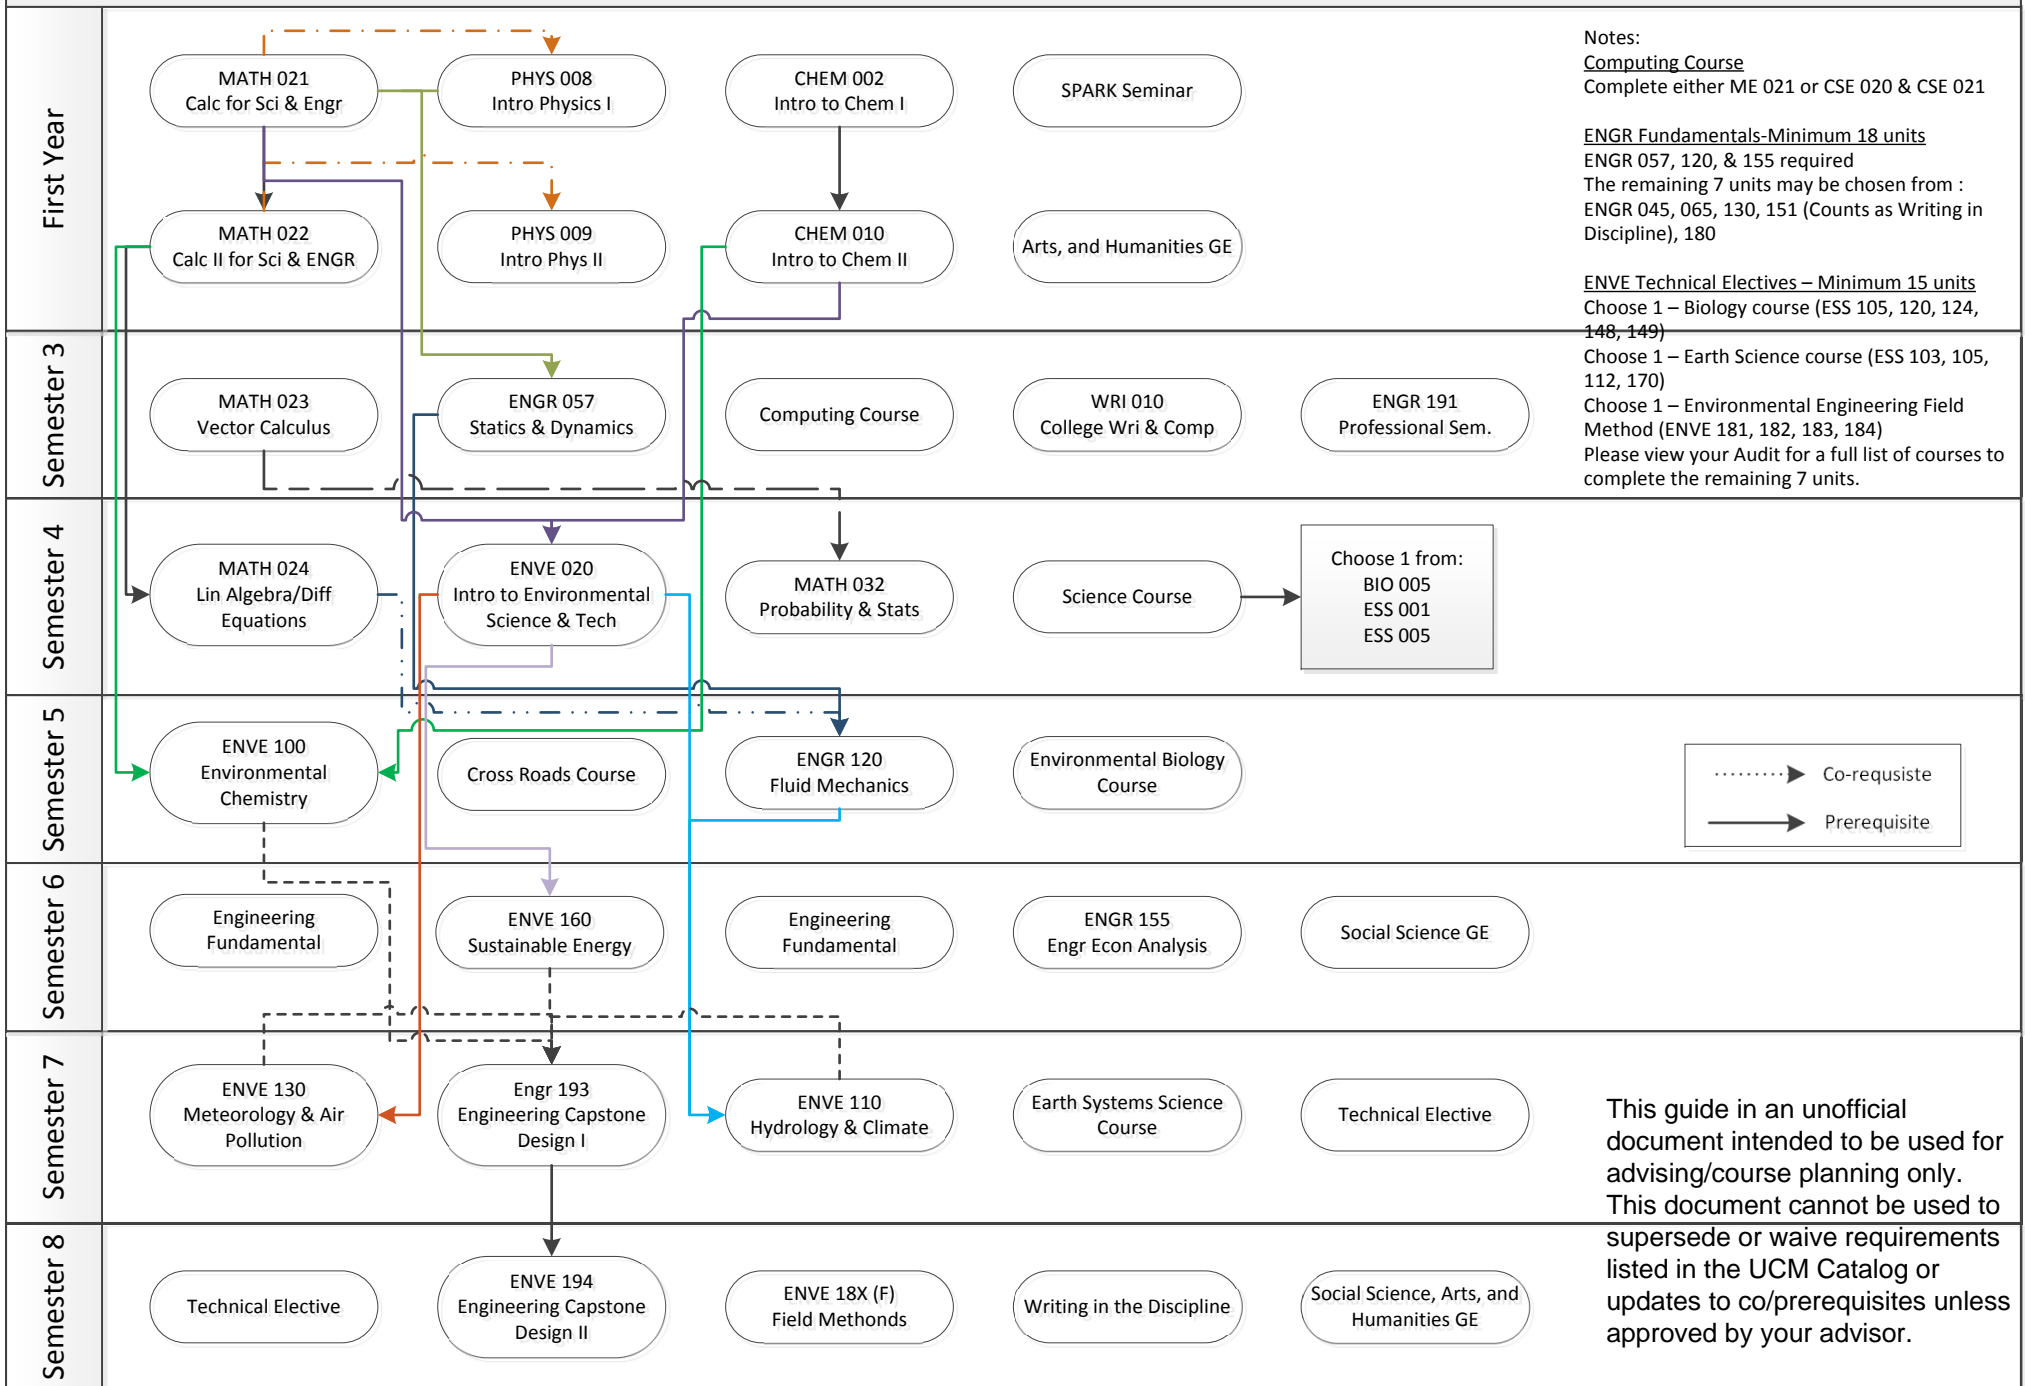 First Year
MATH 021
Calc for Sci & Engr
PHYS 008
Intro Physics I
CHEM 002
Intro to Chem I
SPARK Seminar
MATH 022
Calc II for Sci & ENGR
PHYS 009
Intro Phys II
CHEM 010
Intro to Chem II
Arts, and Humanities GE
Notes:
Computing Course
Complete either ME 021 or CSE 020 & CSE 021
ENGR Fundamentals-Minimum 18 units
ENGR 057, 120, & 155 required
The remaining 7 units may be chosen from :
ENGR 045, 065, 130, 151 (Counts as Writing in
Discipline), 180
ENVE Technical Electives – Minimum 15 units
Choose 1 – Biology course (ESS 105, 120, 124,
148, 149)
Choose 1 – Earth Science course (ESS 103, 105,
112, 170)
Choose 1 – Environmental Engineering Field
Method (ENVE 181, 182, 183, 184)
Please view your Audit for a full list of courses to
complete the remaining 7 units.
Semester 3
MATH 023
Vector Calculus
ENGR 057
Statics & Dynamics
Computing Course
WRI 010
College Wri & Comp
ENGR 191
Professional Sem.
Semester 4
MATH 024
Lin Algebra/Diff
Equations
ENVE 020
Intro to Environmental
Science & Tech
MATH 032
Probability & Stats
Science Course
Choose 1 from:
BIO 005
ESS 001
ESS 005
Semester 5
ENVE 100
Environmental
Chemistry
Cross Roads Course
ENGR 120
Fluid Mechanics
Environmental Biology
Course
Co-requsiste
Prerequisite
Semester 6
Engineering
Fundamental
ENVE 160
Sustainable Energy
Engineering
Fundamental
ENGR 155
Engr Econ Analysis
Social Science GE
Semester 7
ENVE 130
Meteorology & Air
Pollution
Engr 193
Engineering Capstone
Design I
ENVE 110
Hydrology & Climate
Earth Systems Science
Course
Technical Elective
Semester 8
Technical Elective
ENVE 194
Engineering Capstone
Design II
ENVE 18X (F)
Field Methonds
Writing in the Discipline
Social Science, Arts, and
Humanities GE
This guide in an unofficial
document intended to be used for
advising/course planning only.
This document cannot be used to
supersede or waive requirements
listed in the UCM Catalog or
updates to co/prerequisites unless
approved by your advisor.